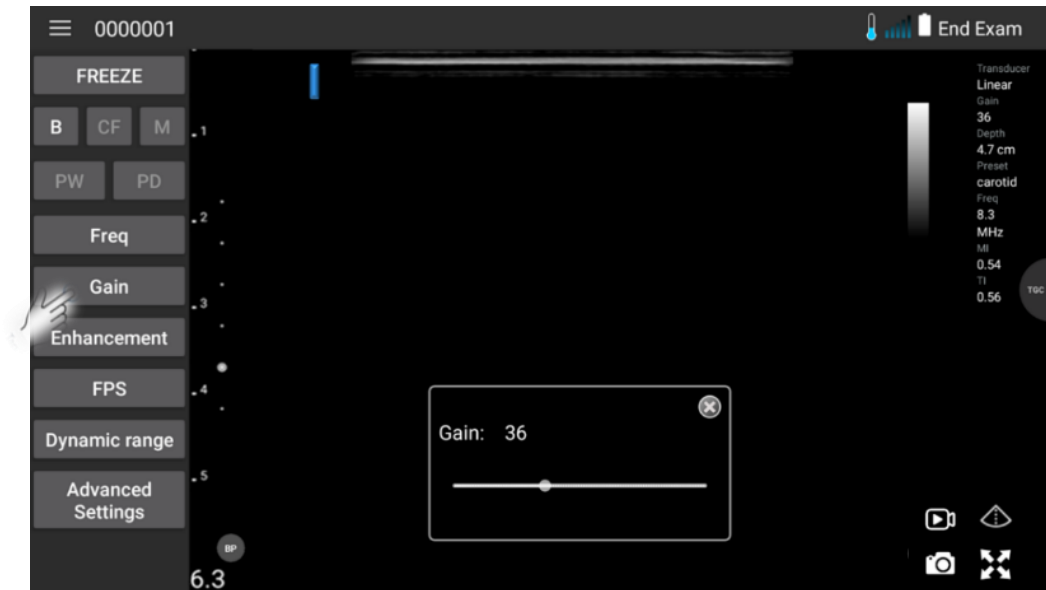 0000001
End Exam
FREEZE
B CF M
PW PD
Freq
Gain
Enhancement
FPS
Dynamic range
Advanced
Settings
.1
.2
.3
.4
.5
BP
6.3
Gain: 36
Transducer
Linear
Gain
36
Depth
4.7 cm
Preset
carotid
Freq
8.3
MHz
MI
0.54
TI
0.56
TGC